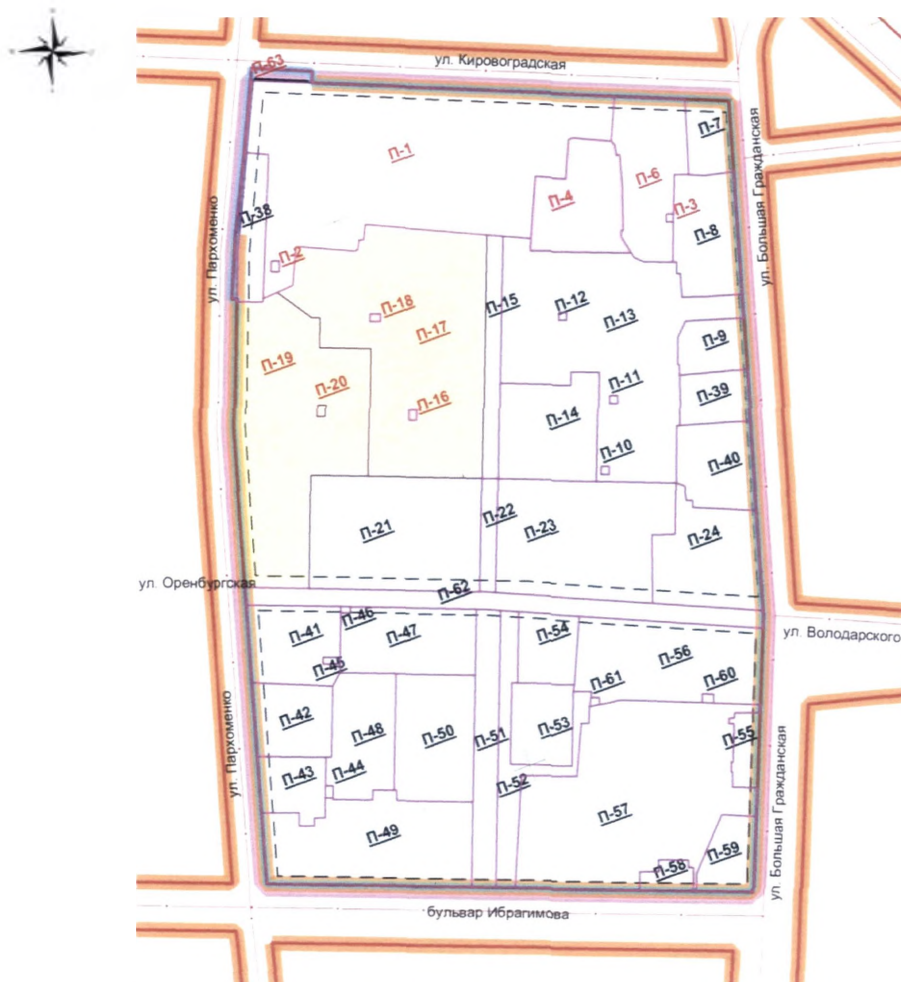 ул. Кировоградская
П-63
П-7
П-1
П-6
П-4
П-3
П-38
П-8
ул. Большая Гражданская
ул. Пархоменко
П-2
П-18
П-15
П-12
П-17
П-13
П-9
П-19
П-20
П-16
П-11
П-39
П-14
П-10
П-40
П-21
П-22
П-23
П-24
ул. Оренбургская
П-62
П-41
П-46
П-47
П-54
ул. Володарского
П-45
П-56
П-61
П-60
П-42
П-48
П-50
П-51
П-53
П-55
ул. Пархоменко
П-43
П-44
П-52
П-57
ул. Большая Гражданская
П-49
П-58
П-59
бульвар Ибрагимова